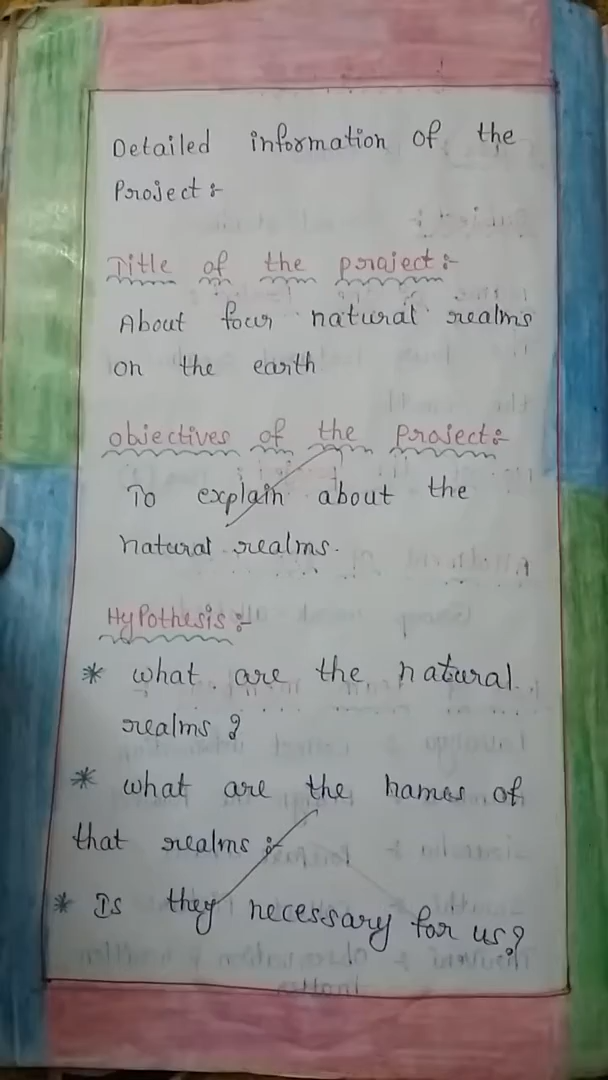 Detailed information of the
Project :-
Title of the project :-
About four natural realms
on the earth
objectives of the Project :-
To explain about the
natural realms.
Hypothesis :-
* what are the natural
realms ?
* what are the names of
that realms :-
* Is they necessary for us?